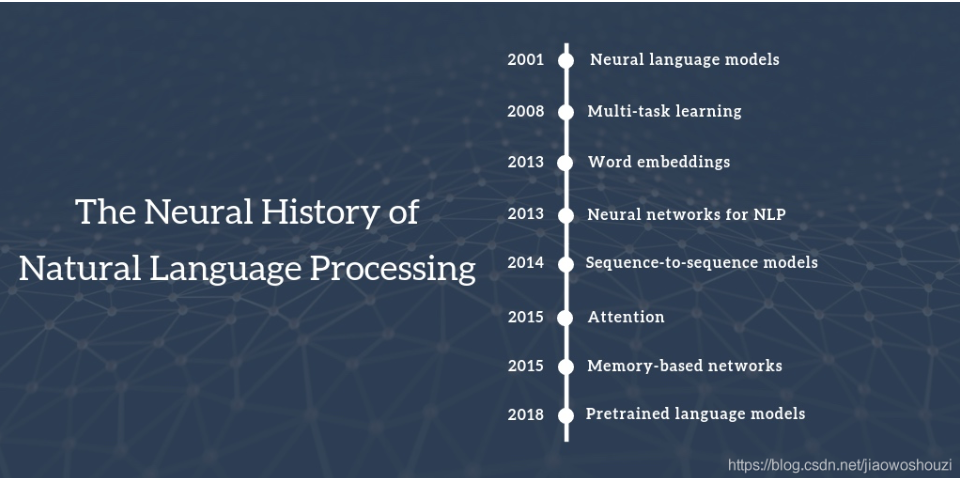 The Neural History of
Natural Language Processing
2001 Neural language models
2008 Multi-task learning
2013 Word embeddings
2013 Neural networks for NLP
2014 Sequence-to-sequence models
2015 Attention
2015 Memory-based networks
2018 Pretrained language models
https://blog.csdn.net/jiaowoshouzi